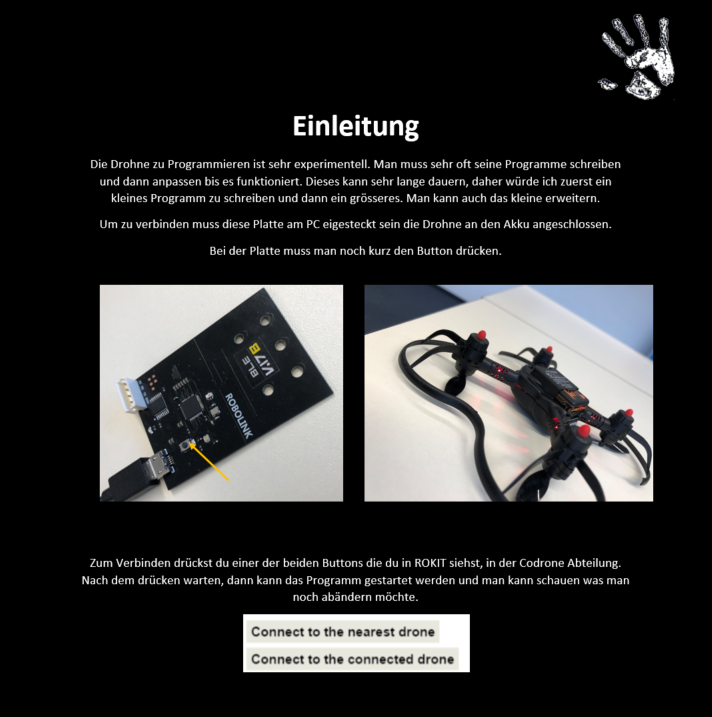 Einleitung
Die Drohne zu Programmieren ist sehr experimentell. Man muss sehr oft seine Programme schreiben
und dann anpassen bis es funktioniert. Dieses kann sehr lange dauern, daher würde ich zuerst ein
kleines Programm zu schreiben und dann ein grösseres. Man kann auch das kleine erweitern.
Um zu verbinden muss diese Platte am PC eigesteckt sein die Drohne an den Akku angeschlossen.
Bei der Platte muss man noch kurz den Button drücken.
BLE
V.17B
ROBOLINK
Zum Verbinden drückst du einer der beiden Buttons die du in ROKIT siehst, in der Codrone Abteilung.
Nach dem drücken warten, dann kann das Programm gestartet werden und man kann schauen was man
noch abändern möchte.
Connect to the nearest drone
Connect to the connected drone